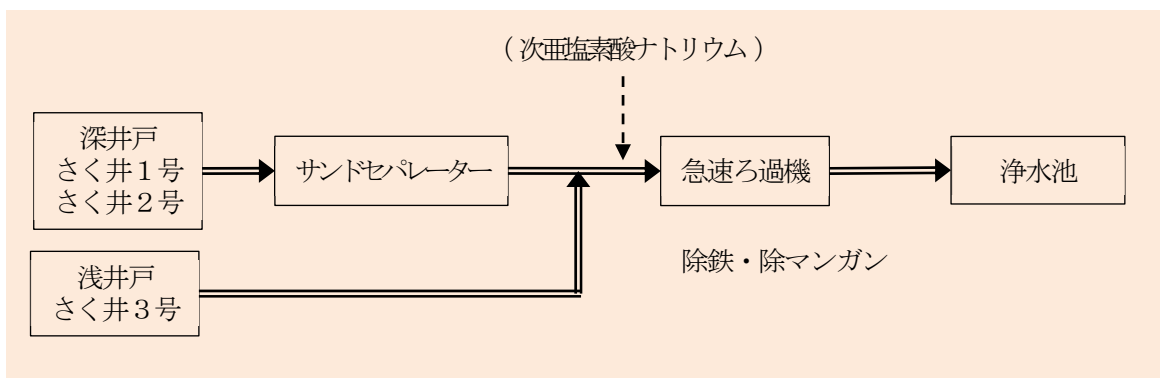 (次亜塩素酸ナトリウム)
深井戸
さく井1号
さく井2号
サンドセパレーター
急速ろ過機
浄水池
除鉄・除マンガン
浅井戸
さく井3号